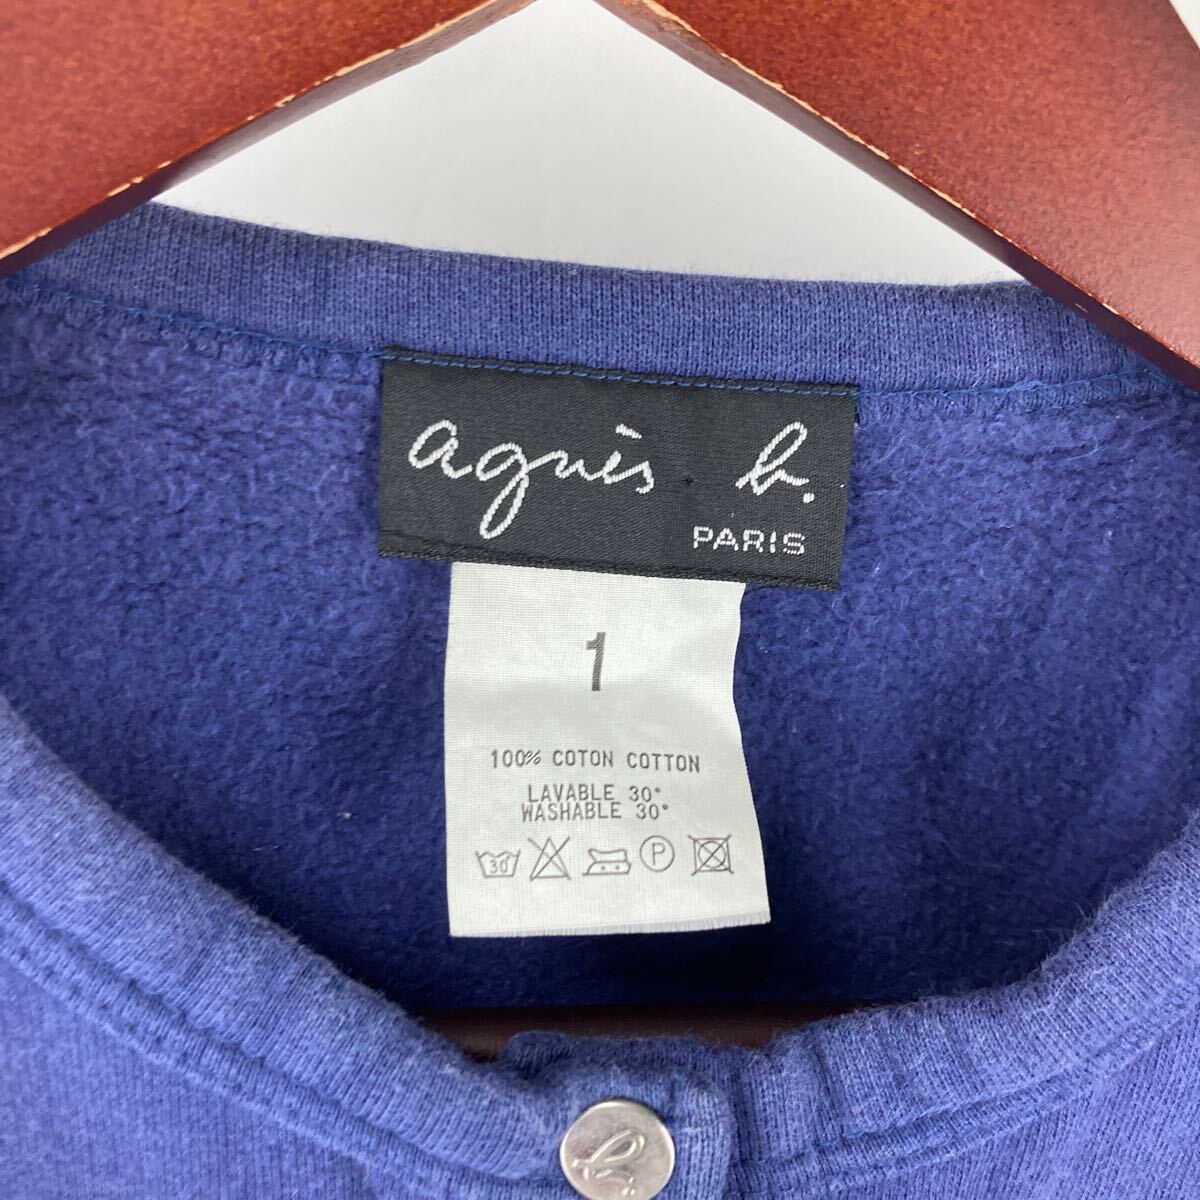 agnès b.
PARIS
1
100% COTON COTTON
LAVABLE 30°
WASHABLE 30°
30 P
b.